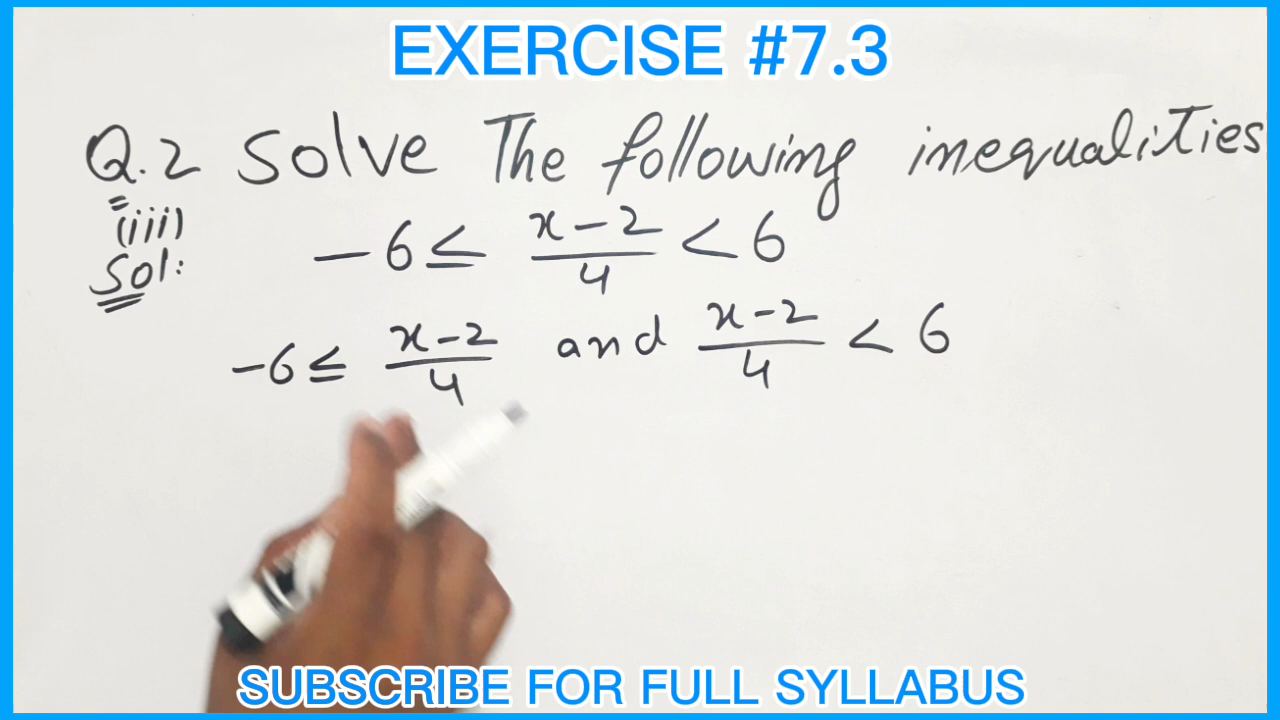 EXERCISE #7.3
Q.2 Solve The following inequalities
(iii)
-6 ≤ x-2/4 < 6
Sol:
-6 ≤ x-2/4 and x-2/4 < 6
SUBSCRIBE FOR FULL SYLLABUS